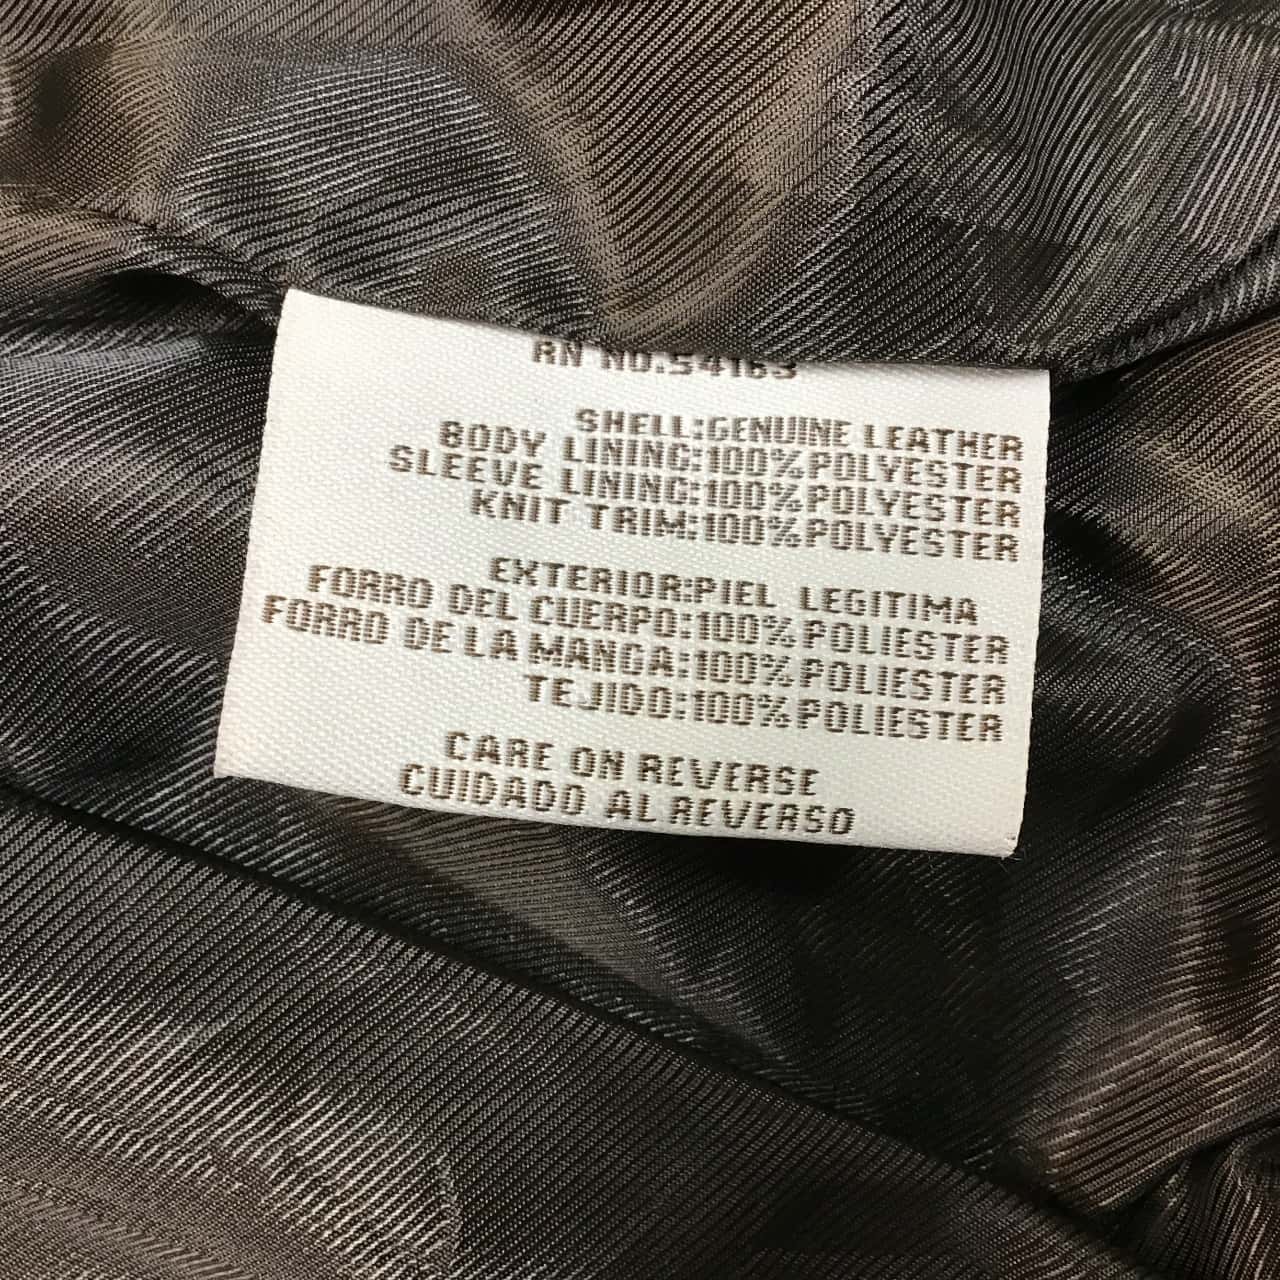 RN NO.54163
SHELL:GENUINE LEATHER
BODY LINING:100%POLYESTER
SLEEVE LINING:100%POLYESTER
KNIT TRIM:100%POLYESTER
EXTERIOR:PIEL LEGITIMA
FORRO DEL CUERPO:100%POLIESTER
FORRO DE LA MANGA:100%POLIESTER
TEJIDO:100%POLIESTER
CARE ON REVERSE
CUIDADO AL REVERSO